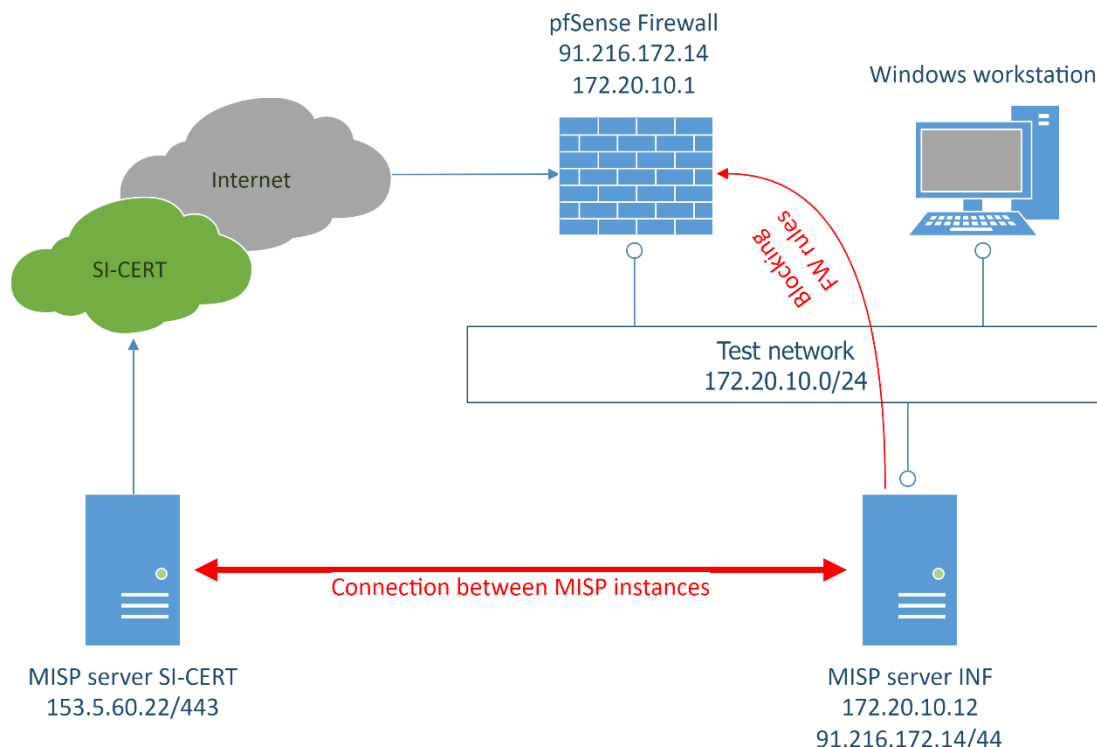 pfSense Firewall
91.216.172.14
172.20.10.1
Windows workstation
Internet
SI-CERT
Blocking
FW rules
Test network
172.20.10.0/24
Connection between MISP instances
MISP server SI-CERT
153.5.60.22/443
MISP server INF
172.20.10.12
91.216.172.14/44